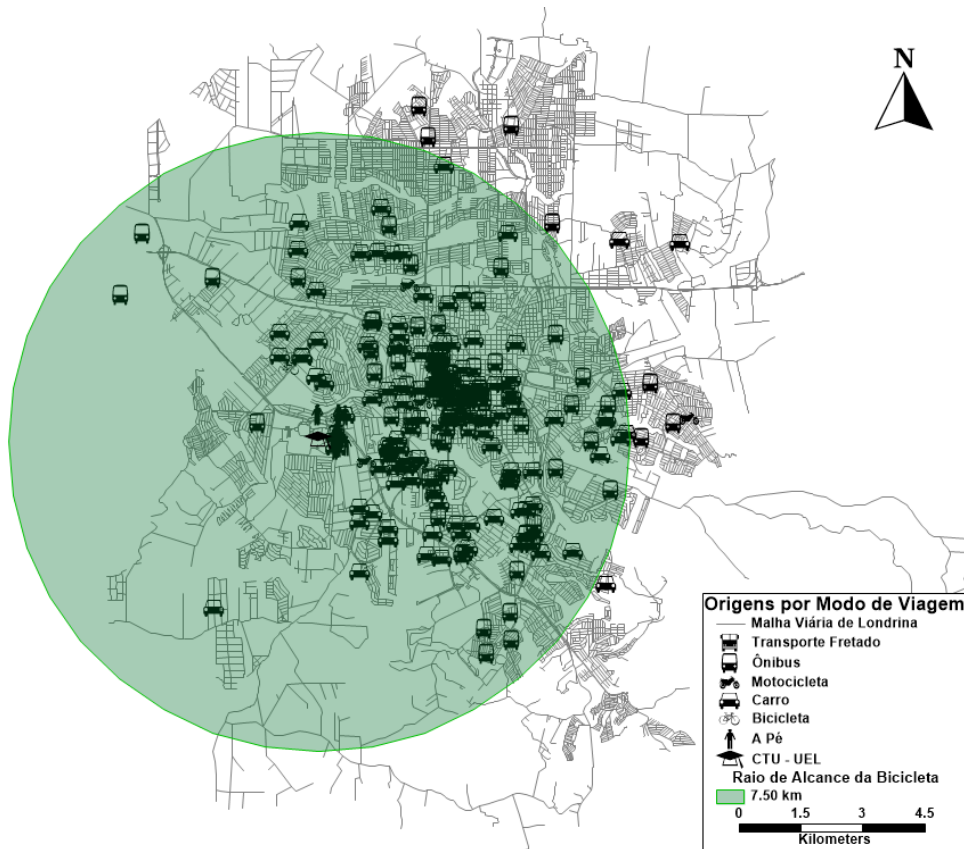 N
Origens por Modo de Viagem
Malha Viária de Londrina
Transporte Fretado
Ônibus
Motocicleta
Carro
Bicicleta
A Pé
CTU - UEL
Raio de Alcance da Bicicleta
7.50 km
0 1.5 3 4.5
Kilometers